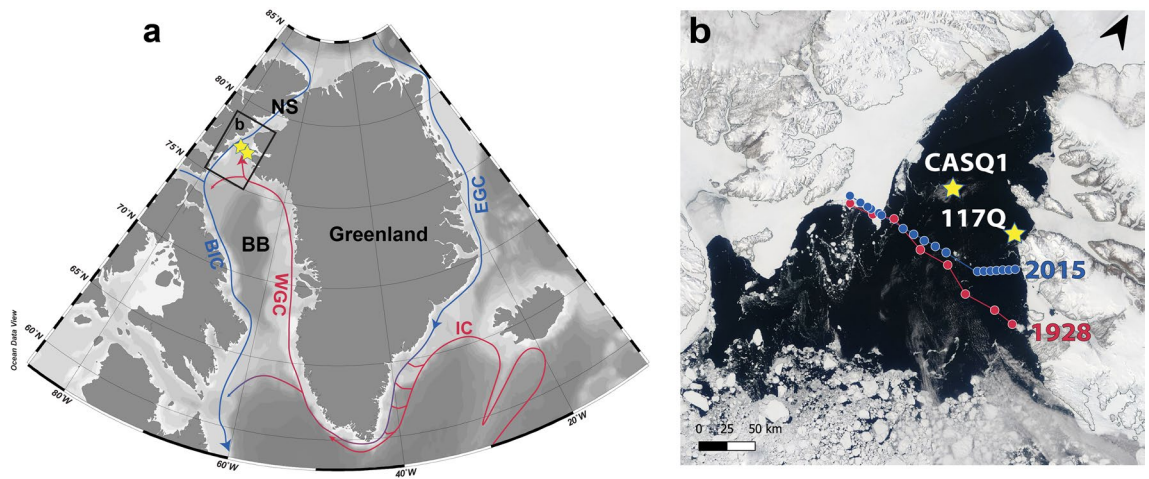 a
85°N
80°N
75°N
70°N
65°N
60°N
80°W
60°W
40°W
20°W
NS
b
EGC
BIC
BB
WGC
Greenland
IC
Ocean Data View
b
CASQ1
117Q
2015
1928
0 25 50 km